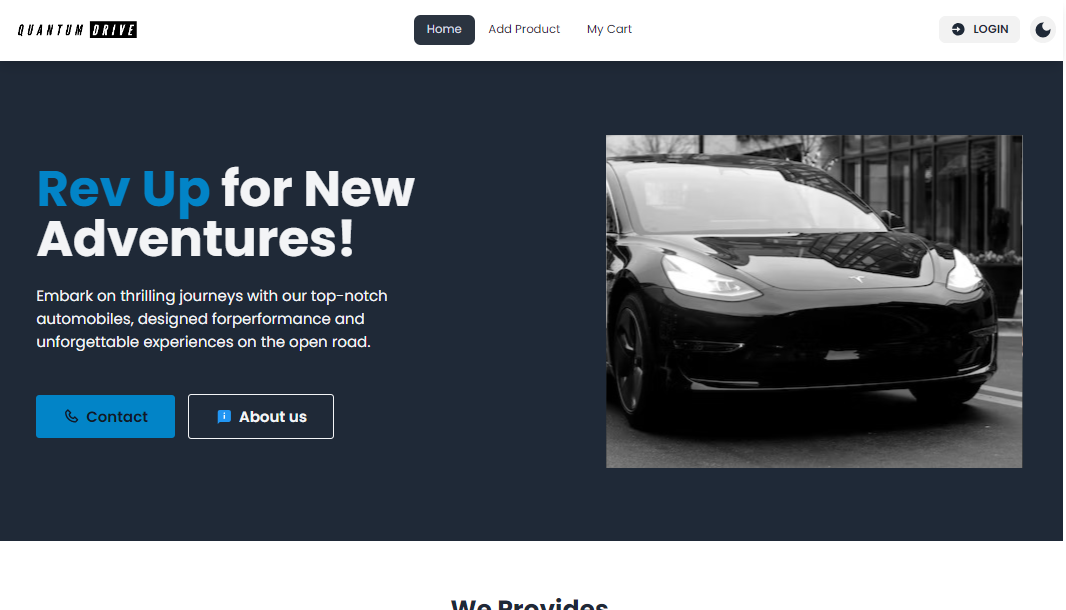 QUANTUM DRIVE
Home
Add Product
My Cart
LOGIN
Rev Up for New
Adventures!
Embark on thrilling journeys with our top-notch
automobiles, designed forperformance and
unforgettable experiences on the open road.
Contact
About us
We Provides